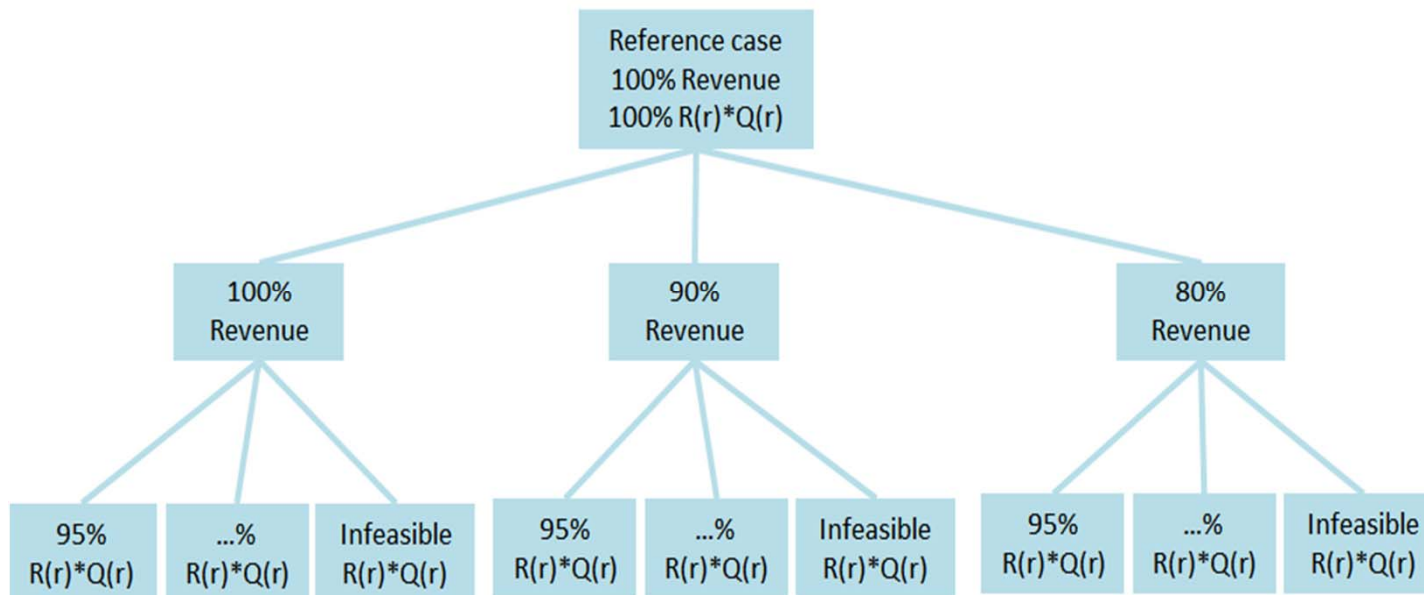 Reference case
100% Revenue
100% R(r)*Q(r)
100%
Revenue
90%
Revenue
80%
Revenue
95%
R(r)*Q(r)
...%
R(r)*Q(r)
Infeasible
R(r)*Q(r)
95%
R(r)*Q(r)
...%
R(r)*Q(r)
Infeasible
R(r)*Q(r)
95%
R(r)*Q(r)
...%
R(r)*Q(r)
Infeasible
R(r)*Q(r)